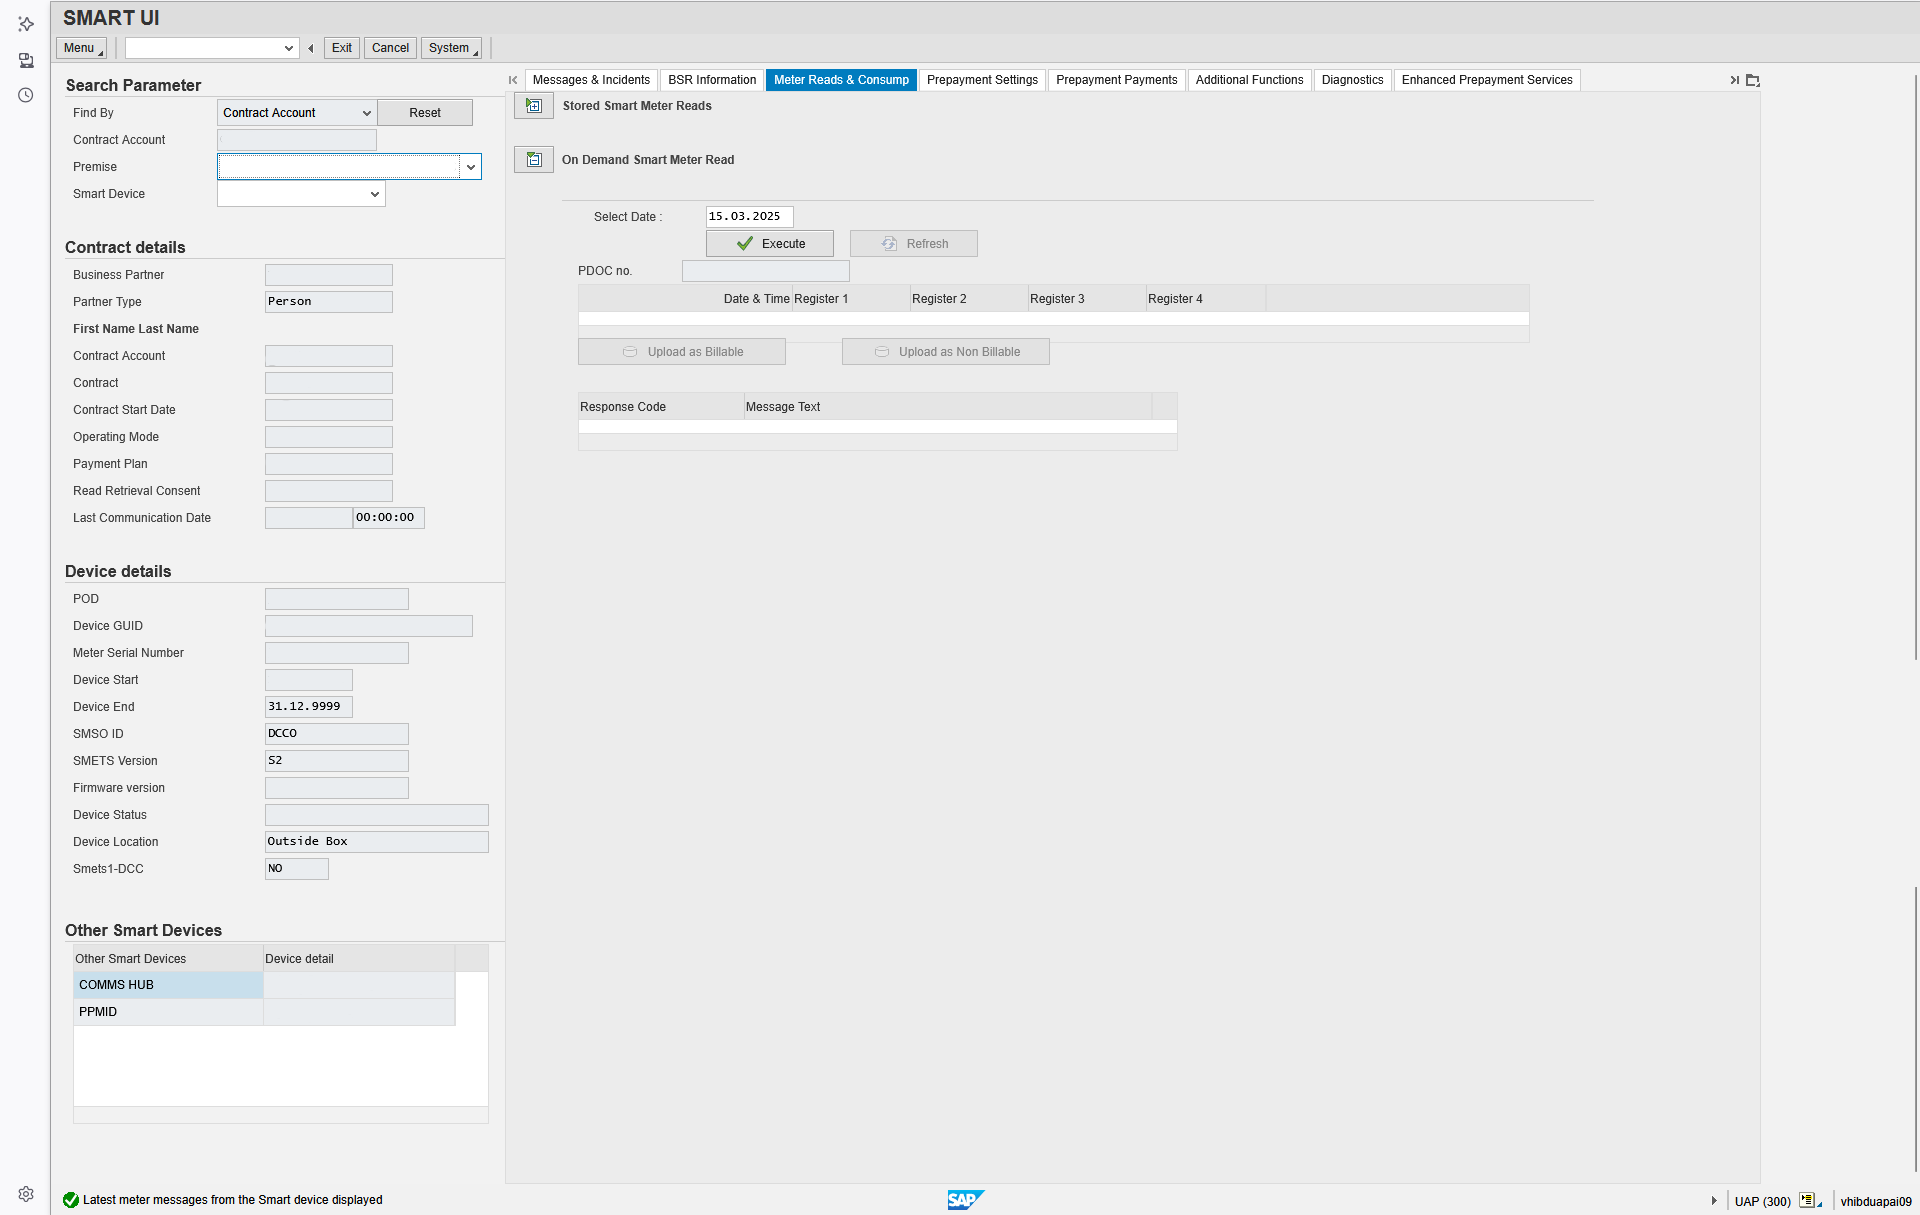 SMART UI
Menu
Exit
Cancel
System
Search Parameter
Find By
Contract Account
Reset
Contract Account
Premise
Smart Device
Contract details
Business Partner
Partner Type
Person
First Name Last Name
Contract Account
Contract
Contract Start Date
Operating Mode
Payment Plan
Read Retrieval Consent
Last Communication Date
00:00:00
Device details
POD
Device GUID
Meter Serial Number
Device Start
Device End
31.12.9999
SMSO ID
DCCO
SMETS Version
S2
Firmware version
Device Status
Device Location
Outside Box
Smets1-DCC
NO
Other Smart Devices
Other Smart Devices
Device detail
COMMS HUB
PPMID
Messages & Incidents
BSR Information
Meter Reads & Consump
Prepayment Settings
Prepayment Payments
Additional Functions
Diagnostics
Enhanced Prepayment Services
Stored Smart Meter Reads
On Demand Smart Meter Read
Select Date :
15.03.2025
Execute
Refresh
PDOC no.
Date & Time
Register 1
Register 2
Register 3
Register 4
Upload as Billable
Upload as Non Billable
Response Code
Message Text
Latest meter messages from the Smart device displayed
SAP
UAP (300)
vhibduapai09